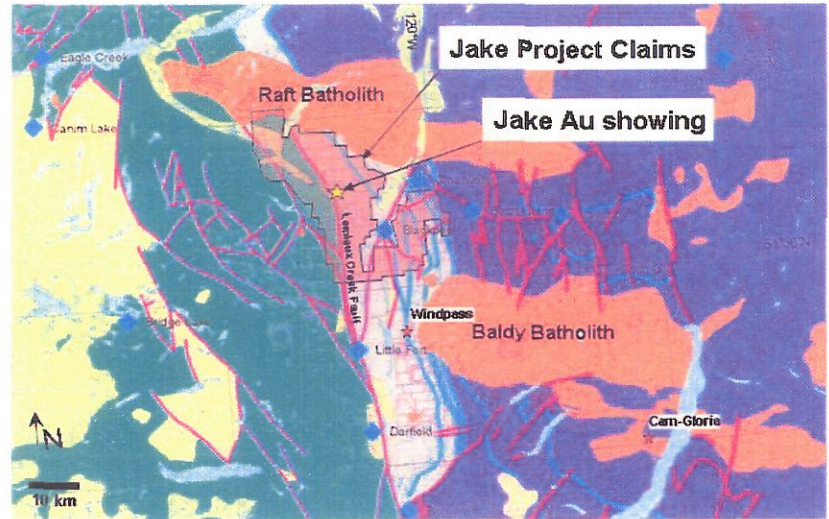 120°W
Jake Project Claims
Eagle Creek
Raft Batholith
Jake Au showing
Canim Lake
Lemieux Creek Fault
Windpass
Baldy Batholith
Little Fort
Darfield
Cam-Gloria
N
10 km